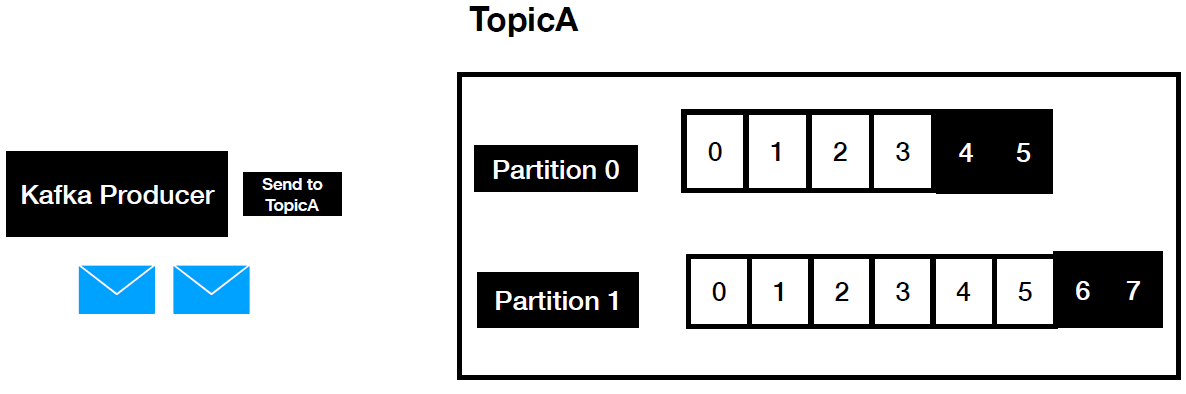 TopicA
Kafka Producer
Send to
TopicA
Partition 0
0 1 2 3 4 5
Partition 1
0 1 2 3 4 5 6 7